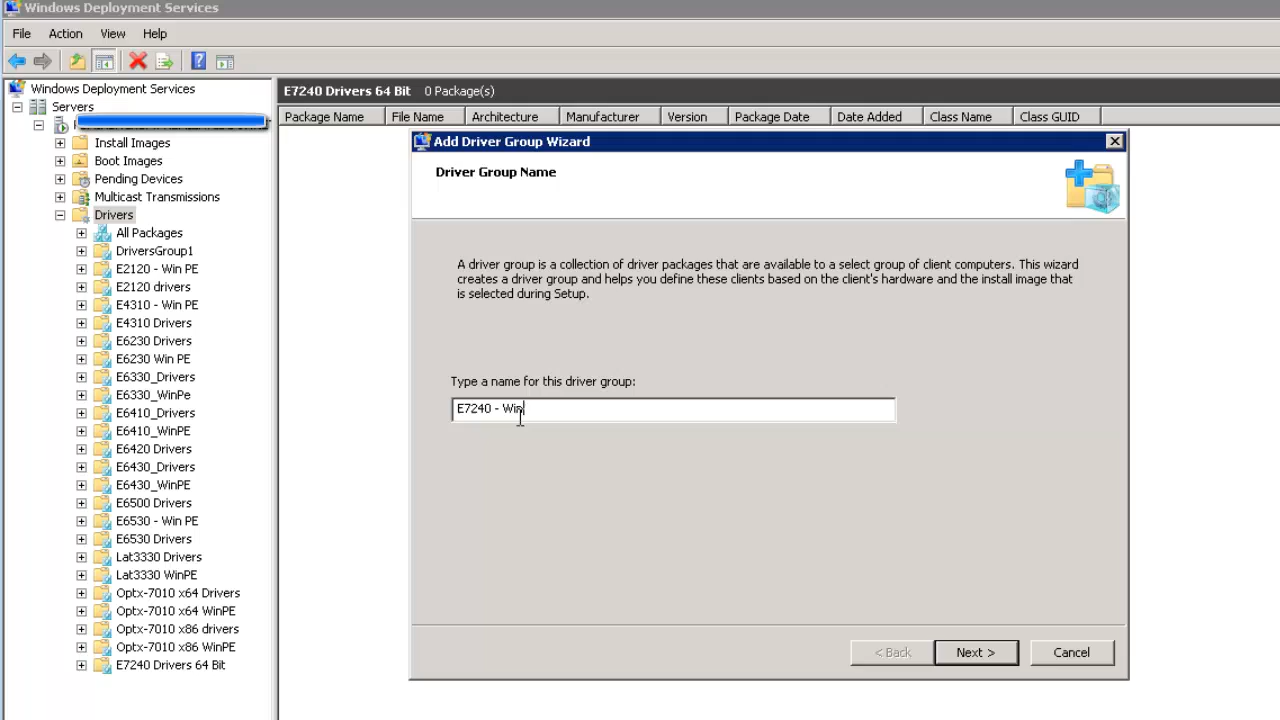 Windows Deployment Services
File Action View Help
Windows Deployment Services
Servers
Install Images
Boot Images
Pending Devices
Multicast Transmissions
Drivers
All Packages
DriversGroup1
E2120 - Win PE
E2120 drivers
E4310 - Win PE
E4310 Drivers
E6230 Drivers
E6230 Win PE
E6330_Drivers
E6330_WinPe
E6410_Drivers
E6410_WinPE
E6420 Drivers
E6430_Drivers
E6430_WinPE
E6500 Drivers
E6530 - Win PE
E6530 Drivers
Lat3330 Drivers
Lat3330 WinPE
Optx-7010 x64 Drivers
Optx-7010 x64 WinPE
Optx-7010 x86 drivers
Optx-7010 x86 WinPE
E7240 Drivers 64 Bit
E7240 Drivers 64 Bit 0 Package(s)
Package Name File Name Architecture Manufacturer Version Package Date Date Added Class Name Class GUID
Add Driver Group Wizard
Driver Group Name
A driver group is a collection of driver packages that are available to a select group of client computers. This wizard
creates a driver group and helps you define these clients based on the client's hardware and the install image that
is selected during Setup.
Type a name for this driver group:
E7240 - Win
< Back Next > Cancel